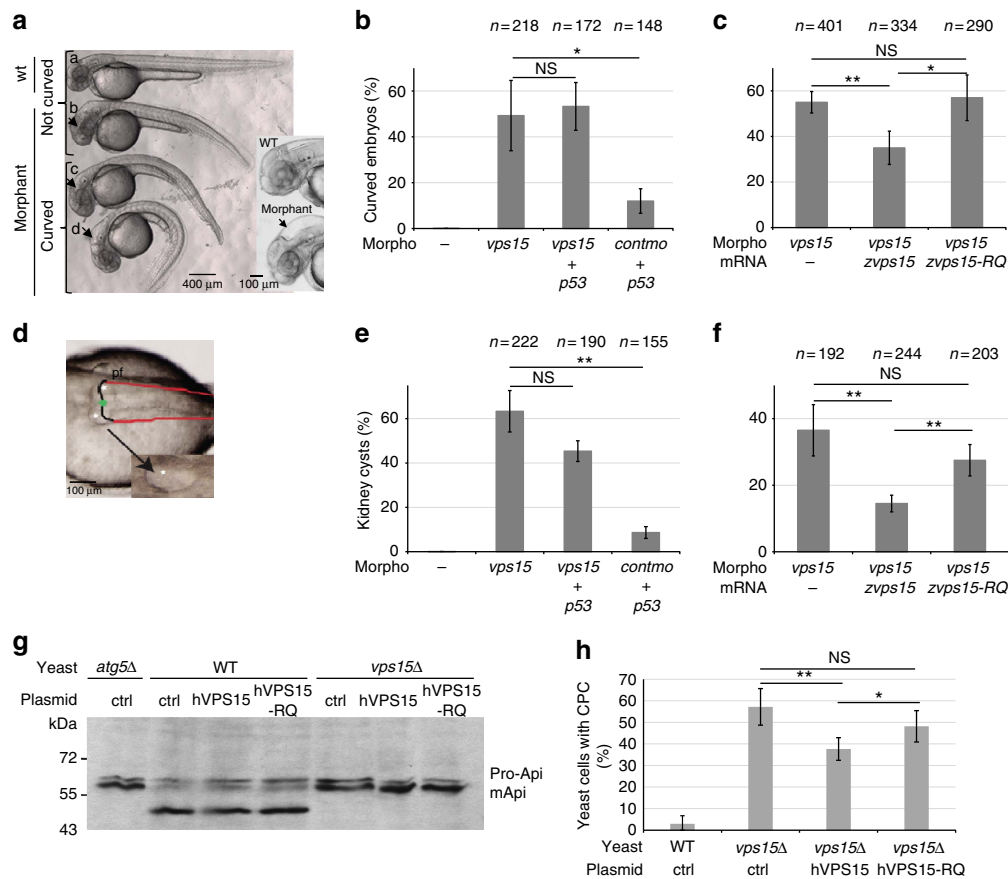 a
wt
Not curved
Morphant
Curved
a
b
c
d
WT
Morphant
400 μm
100 μm
b
n=218 n=172 n=148
*
NS
Curved embryos (%)
60
40
20
0
Morpho – vps15 vps15 contmo
+ +
p53 p53
c
n=401 n=334 n=290
NS
** *
60
40
20
0
Morpho vps15 vps15 vps15
mRNA – zvps15 zvps15-RQ
d
pf
*
*
*
100 μm
e
n=222 n=190 n=155
**
NS
Kidney cysts (%)
60
40
20
0
Morpho – vps15 vps15 contmo
+ +
p53 p53
f
n=192 n=244 n=203
NS
** **
40
20
0
Morpho vps15 vps15 vps15
mRNA – zvps15 zvps15-RQ
g
Yeast atg5Δ WT vps15Δ
Plasmid ctrl ctrl hVPS15 hVPS15-RQ ctrl hVPS15 hVPS15-RQ
kDa
72
55
43
Pro-Api
mApi
h
NS
** *
Yeast cells with CPC
(%)
70
60
50
40
30
20
10
0
Yeast WT vps15Δ vps15Δ vps15Δ
Plasmid ctrl ctrl hVPS15 hVPS15-RQ